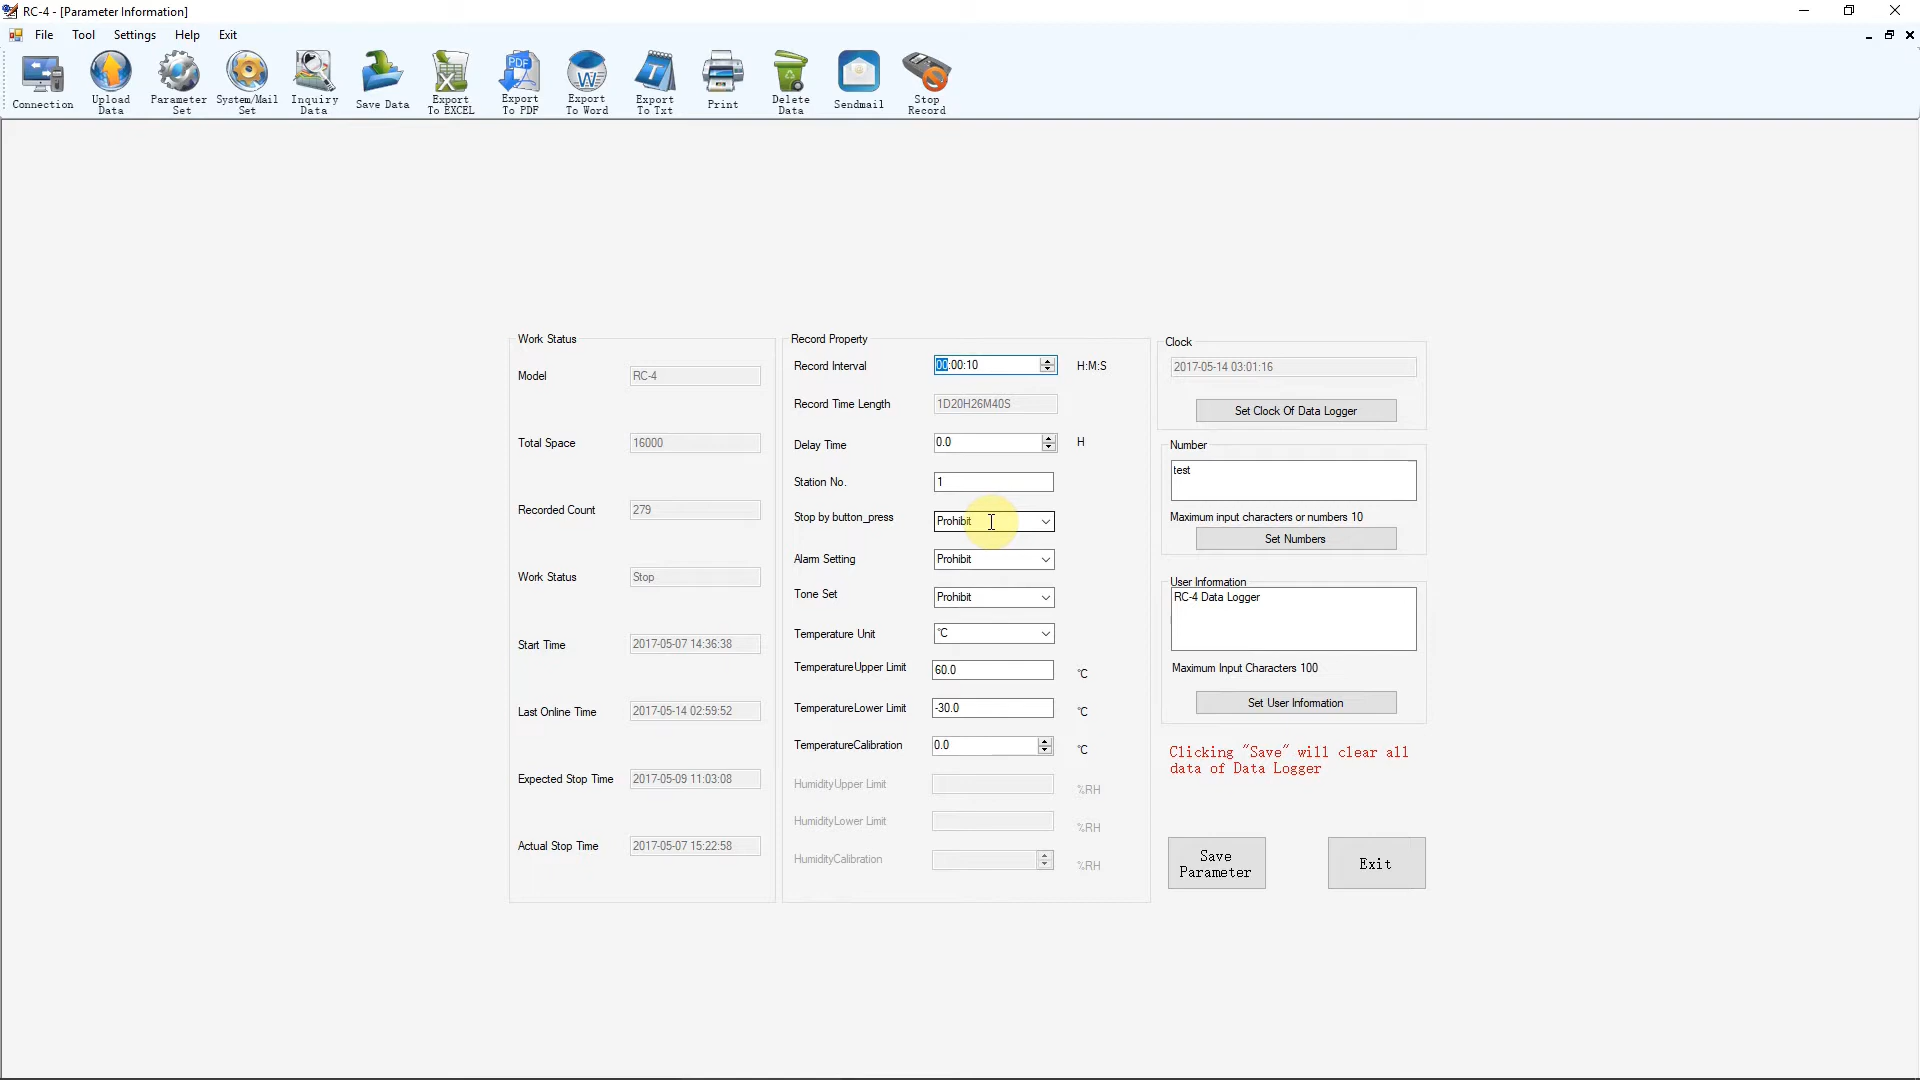 RC-4 - [Parameter Information]
File Tool Settings Help Exit
Connection
Upload Data
Parameter Set
System/Mail Set
Inquiry Data
Save Data
Export To EXCEL
PDF
Export To PDF
W
Export To Word
T
Export To Txt
Print
Delete Data
Sendmail
Stop Record
Work Status
Model RC-4
Total Space 16000
Recorded Count 279
Work Status Stop
Start Time 2017-05-07 14:36:38
Last Online Time 2017-05-14 02:59:52
Expected Stop Time 2017-05-09 11:03:08
Actual Stop Time 2017-05-07 15:22:58
Record Property
Record Interval 00:00:10 H:M:S
Record Time Length 1D20H26M40S
Delay Time 0.0 H
Station No. 1
Stop by button_press Prohibit
Alarm Setting Prohibit
Tone Set Prohibit
Temperature Unit °C
TemperatureUpper Limit 60.0 °C
TemperatureLower Limit -30.0 °C
TemperatureCalibration 0.0 °C
HumidityUpper Limit %RH
HumidityLower Limit %RH
HumidityCalibration %RH
Clock
2017-05-14 03:01:16
Set Clock Of Data Logger
Number
test
Maximum input characters or numbers 10
Set Numbers
User Information
RC-4 Data Logger
Maximum Input Characters 100
Set User Information
Clicking "Save" will clear all
data of Data Logger
Save
Parameter
Exit